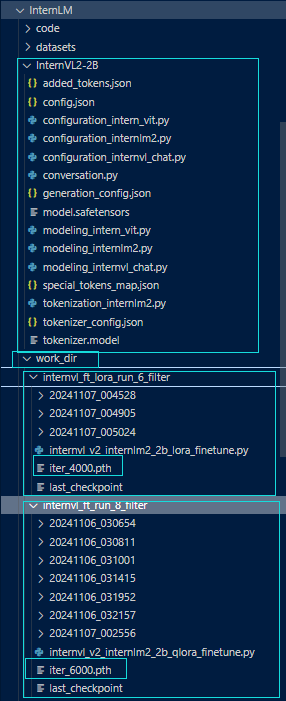 InternLM
code
datasets
InternVL2-2B
added_tokens.json
config.json
configuration_intern_vit.py
configuration_internlm2.py
configuration_internvl_chat.py
conversation.py
generation_config.json
model.safetensors
modeling_intern_vit.py
modeling_internlm2.py
modeling_internvl_chat.py
special_tokens_map.json
tokenization_internlm2.py
tokenizer_config.json
tokenizer.model
work_dir
internvl_ft_lora_run_6_filter
20241107_004528
20241107_004905
20241107_005024
internvl_v2_internlm2_2b_lora_finetune.py
iter_4000.pth
last_checkpoint
internvl_ft_run_8_filter
20241106_030654
20241106_030811
20241106_031001
20241106_031415
20241106_031952
20241106_032157
20241107_002556
internvl_v2_internlm2_2b_qlora_finetune.py
iter_6000.pth
last_checkpoint